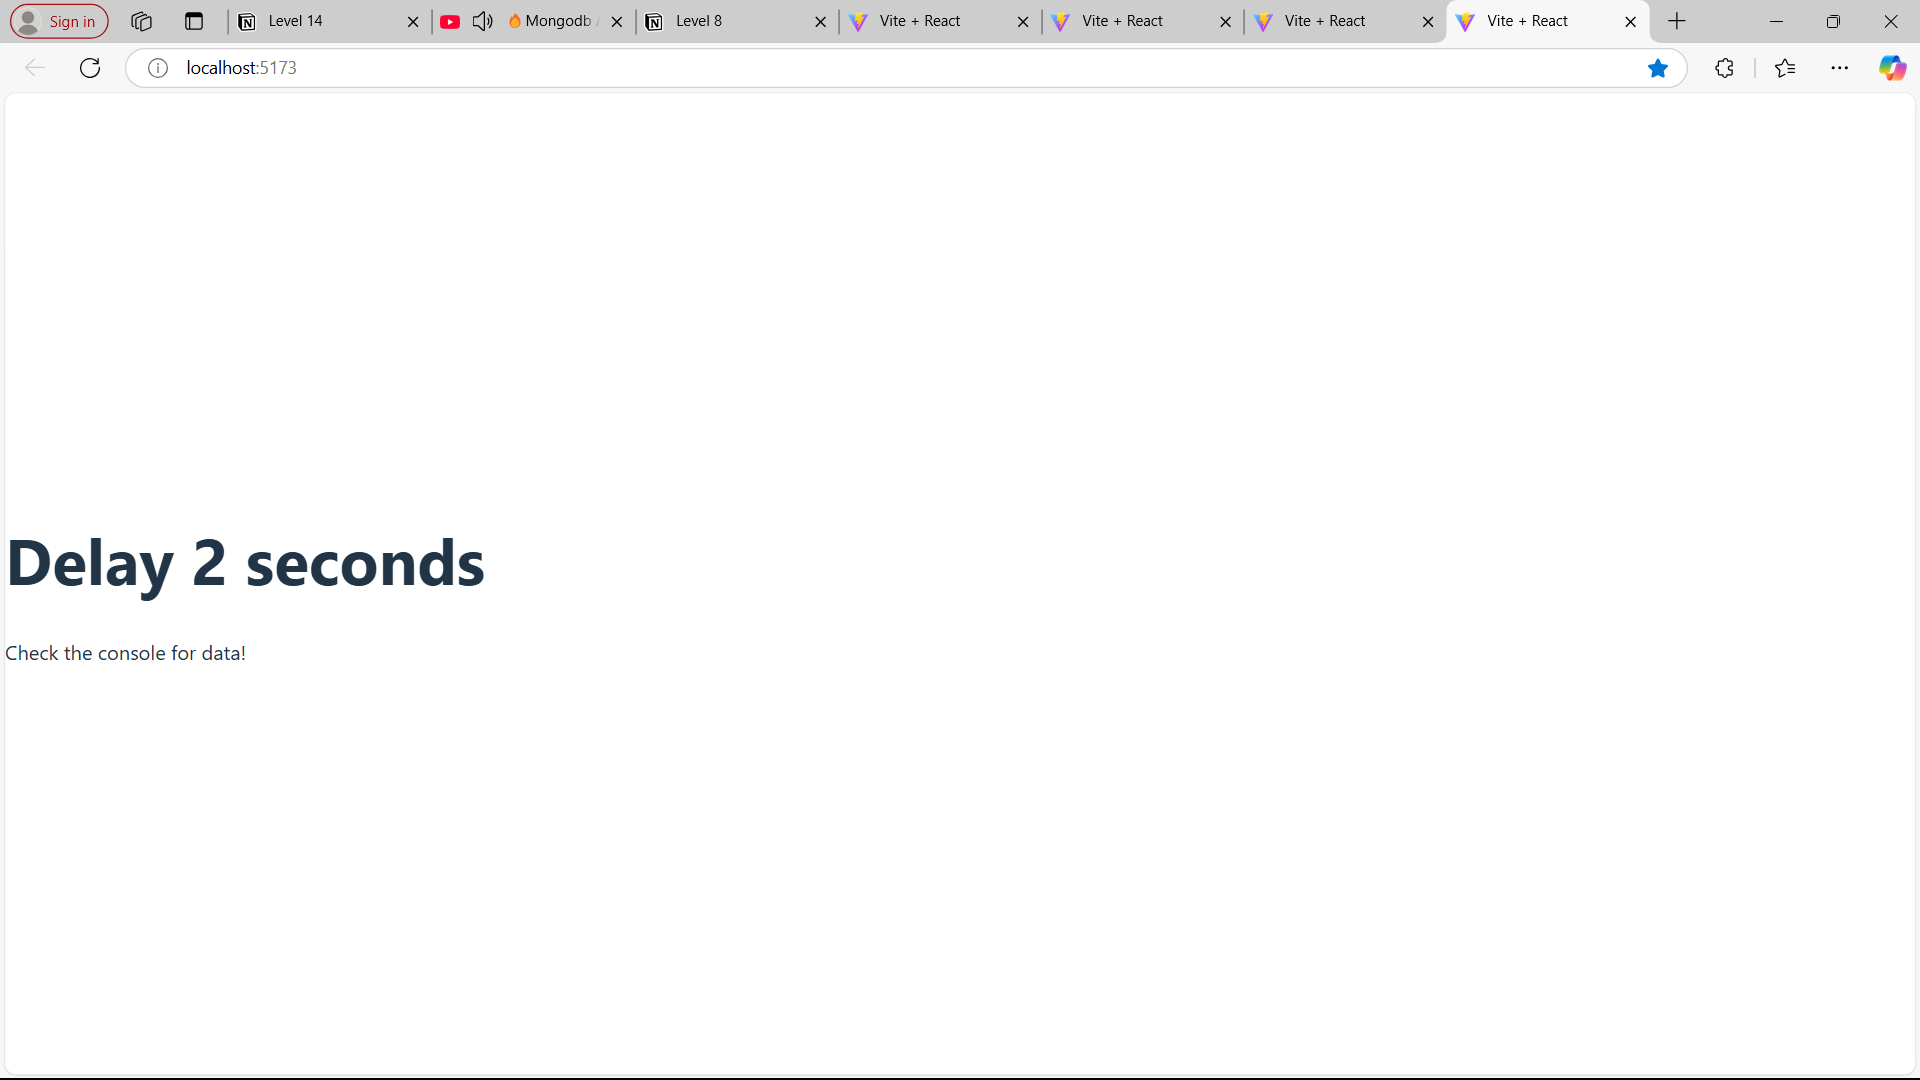 Sign in
Level 14
Mongodb
Level 8
Vite + React
Vite + React
Vite + React
Vite + React
localhost:5173
Delay 2 seconds
Check the console for data!